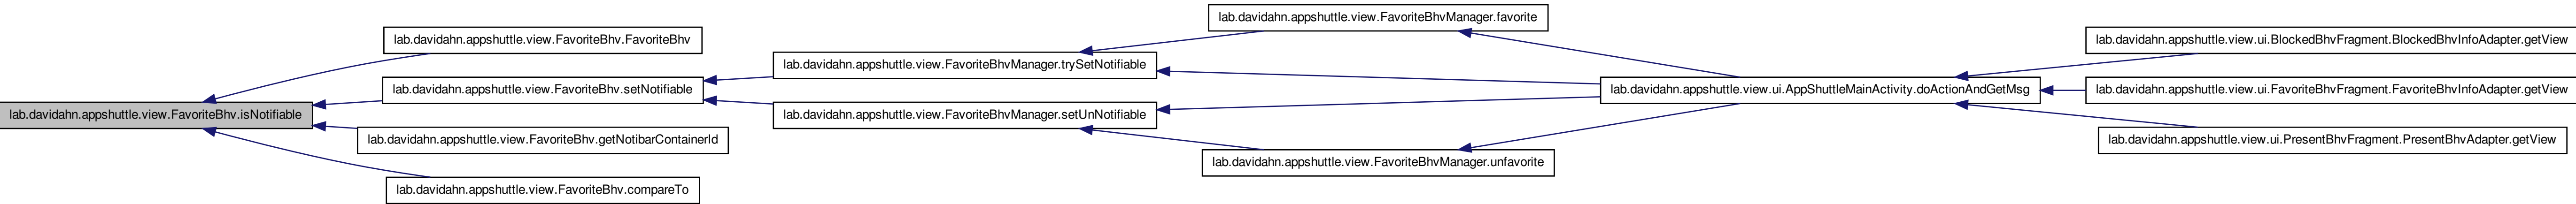 lab.davidahn.appshuttle.view.FavoriteBhv.isNotifiable
lab.davidahn.appshuttle.view.FavoriteBhv.FavoriteBhv
lab.davidahn.appshuttle.view.FavoriteBhv.setNotifiable
lab.davidahn.appshuttle.view.FavoriteBhv.getNotibarContainerId
lab.davidahn.appshuttle.view.FavoriteBhv.compareTo
lab.davidahn.appshuttle.view.FavoriteBhvManager.trySetNotifiable
lab.davidahn.appshuttle.view.FavoriteBhvManager.setUnNotifiable
lab.davidahn.appshuttle.view.FavoriteBhvManager.favorite
lab.davidahn.appshuttle.view.FavoriteBhvManager.unfavorite
lab.davidahn.appshuttle.view.ui.AppShuttleMainActivity.doActionAndGetMsg
lab.davidahn.appshuttle.view.ui.BlockedBhvFragment.BlockedBhvInfoAdapter.getView
lab.davidahn.appshuttle.view.ui.FavoriteBhvFragment.FavoriteBhvInfoAdapter.getView
lab.davidahn.appshuttle.view.ui.PresentBhvFragment.PresentBhvAdapter.getView